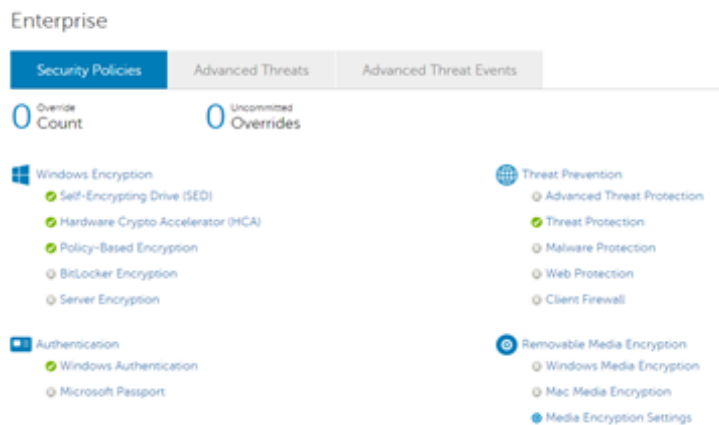 Enterprise
Security Policies
Advanced Threats
Advanced Threat Events
0 Override Count
0 Uncommitted Overrides
Windows Encryption
Self-Encrypting Drive (SED)
Hardware Crypto Accelerator (HCA)
Policy-Based Encryption
BitLocker Encryption
Server Encryption
Threat Prevention
Advanced Threat Protection
Threat Protection
Malware Protection
Web Protection
Client Firewall
Authentication
Windows Authentication
Microsoft Passport
Removable Media Encryption
Windows Media Encryption
Mac Media Encryption
Media Encryption Settings